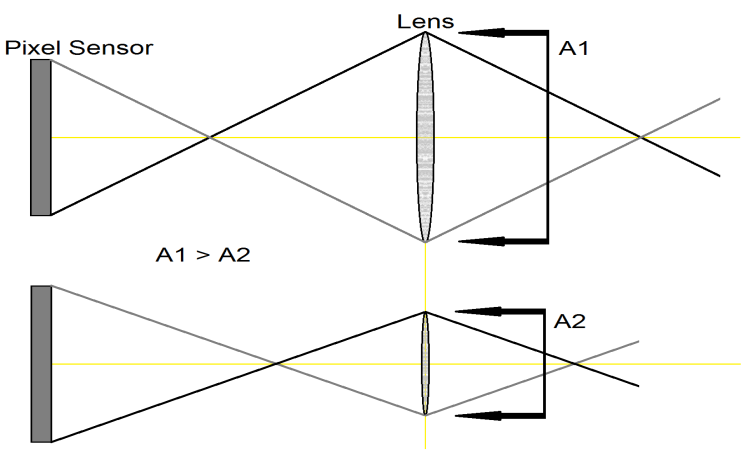 Lens
Pixel Sensor
A1
A1 > A2
A2